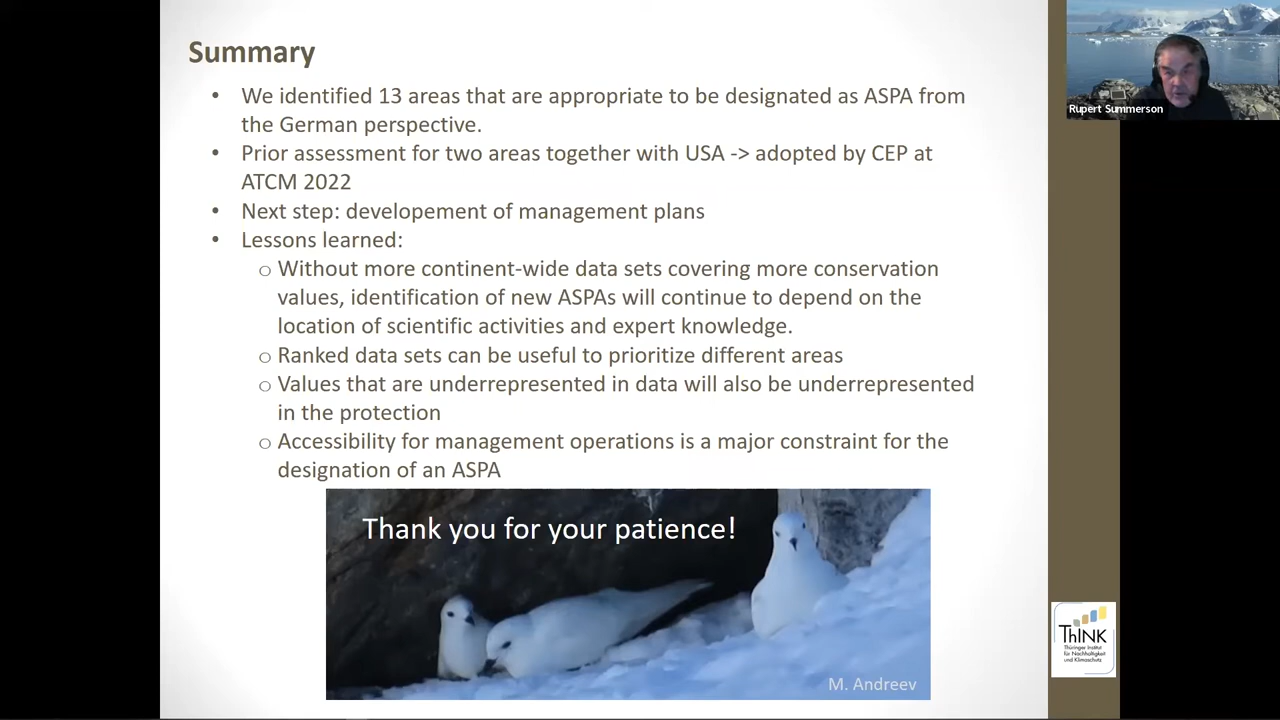 Summary
• We identified 13 areas that are appropriate to be designated as ASPA from
the German perspective.
• Prior assessment for two areas together with USA -> adopted by CEP at
ATCM 2022
• Next step: developement of management plans
• Lessons learned:
o Without more continent-wide data sets covering more conservation
values, identification of new ASPAs will continue to depend on the
location of scientific activities and expert knowledge.
o Ranked data sets can be useful to prioritize different areas
o Values that are underrepresented in data will also be underrepresented
in the protection
o Accessibility for management operations is a major constraint for the
designation of an ASPA
Thank you for your patience!
M. Andreev
Rupert Summerson
ThINK
Thüringer Institut
für Nachhaltigkeit
und Klimaschutz